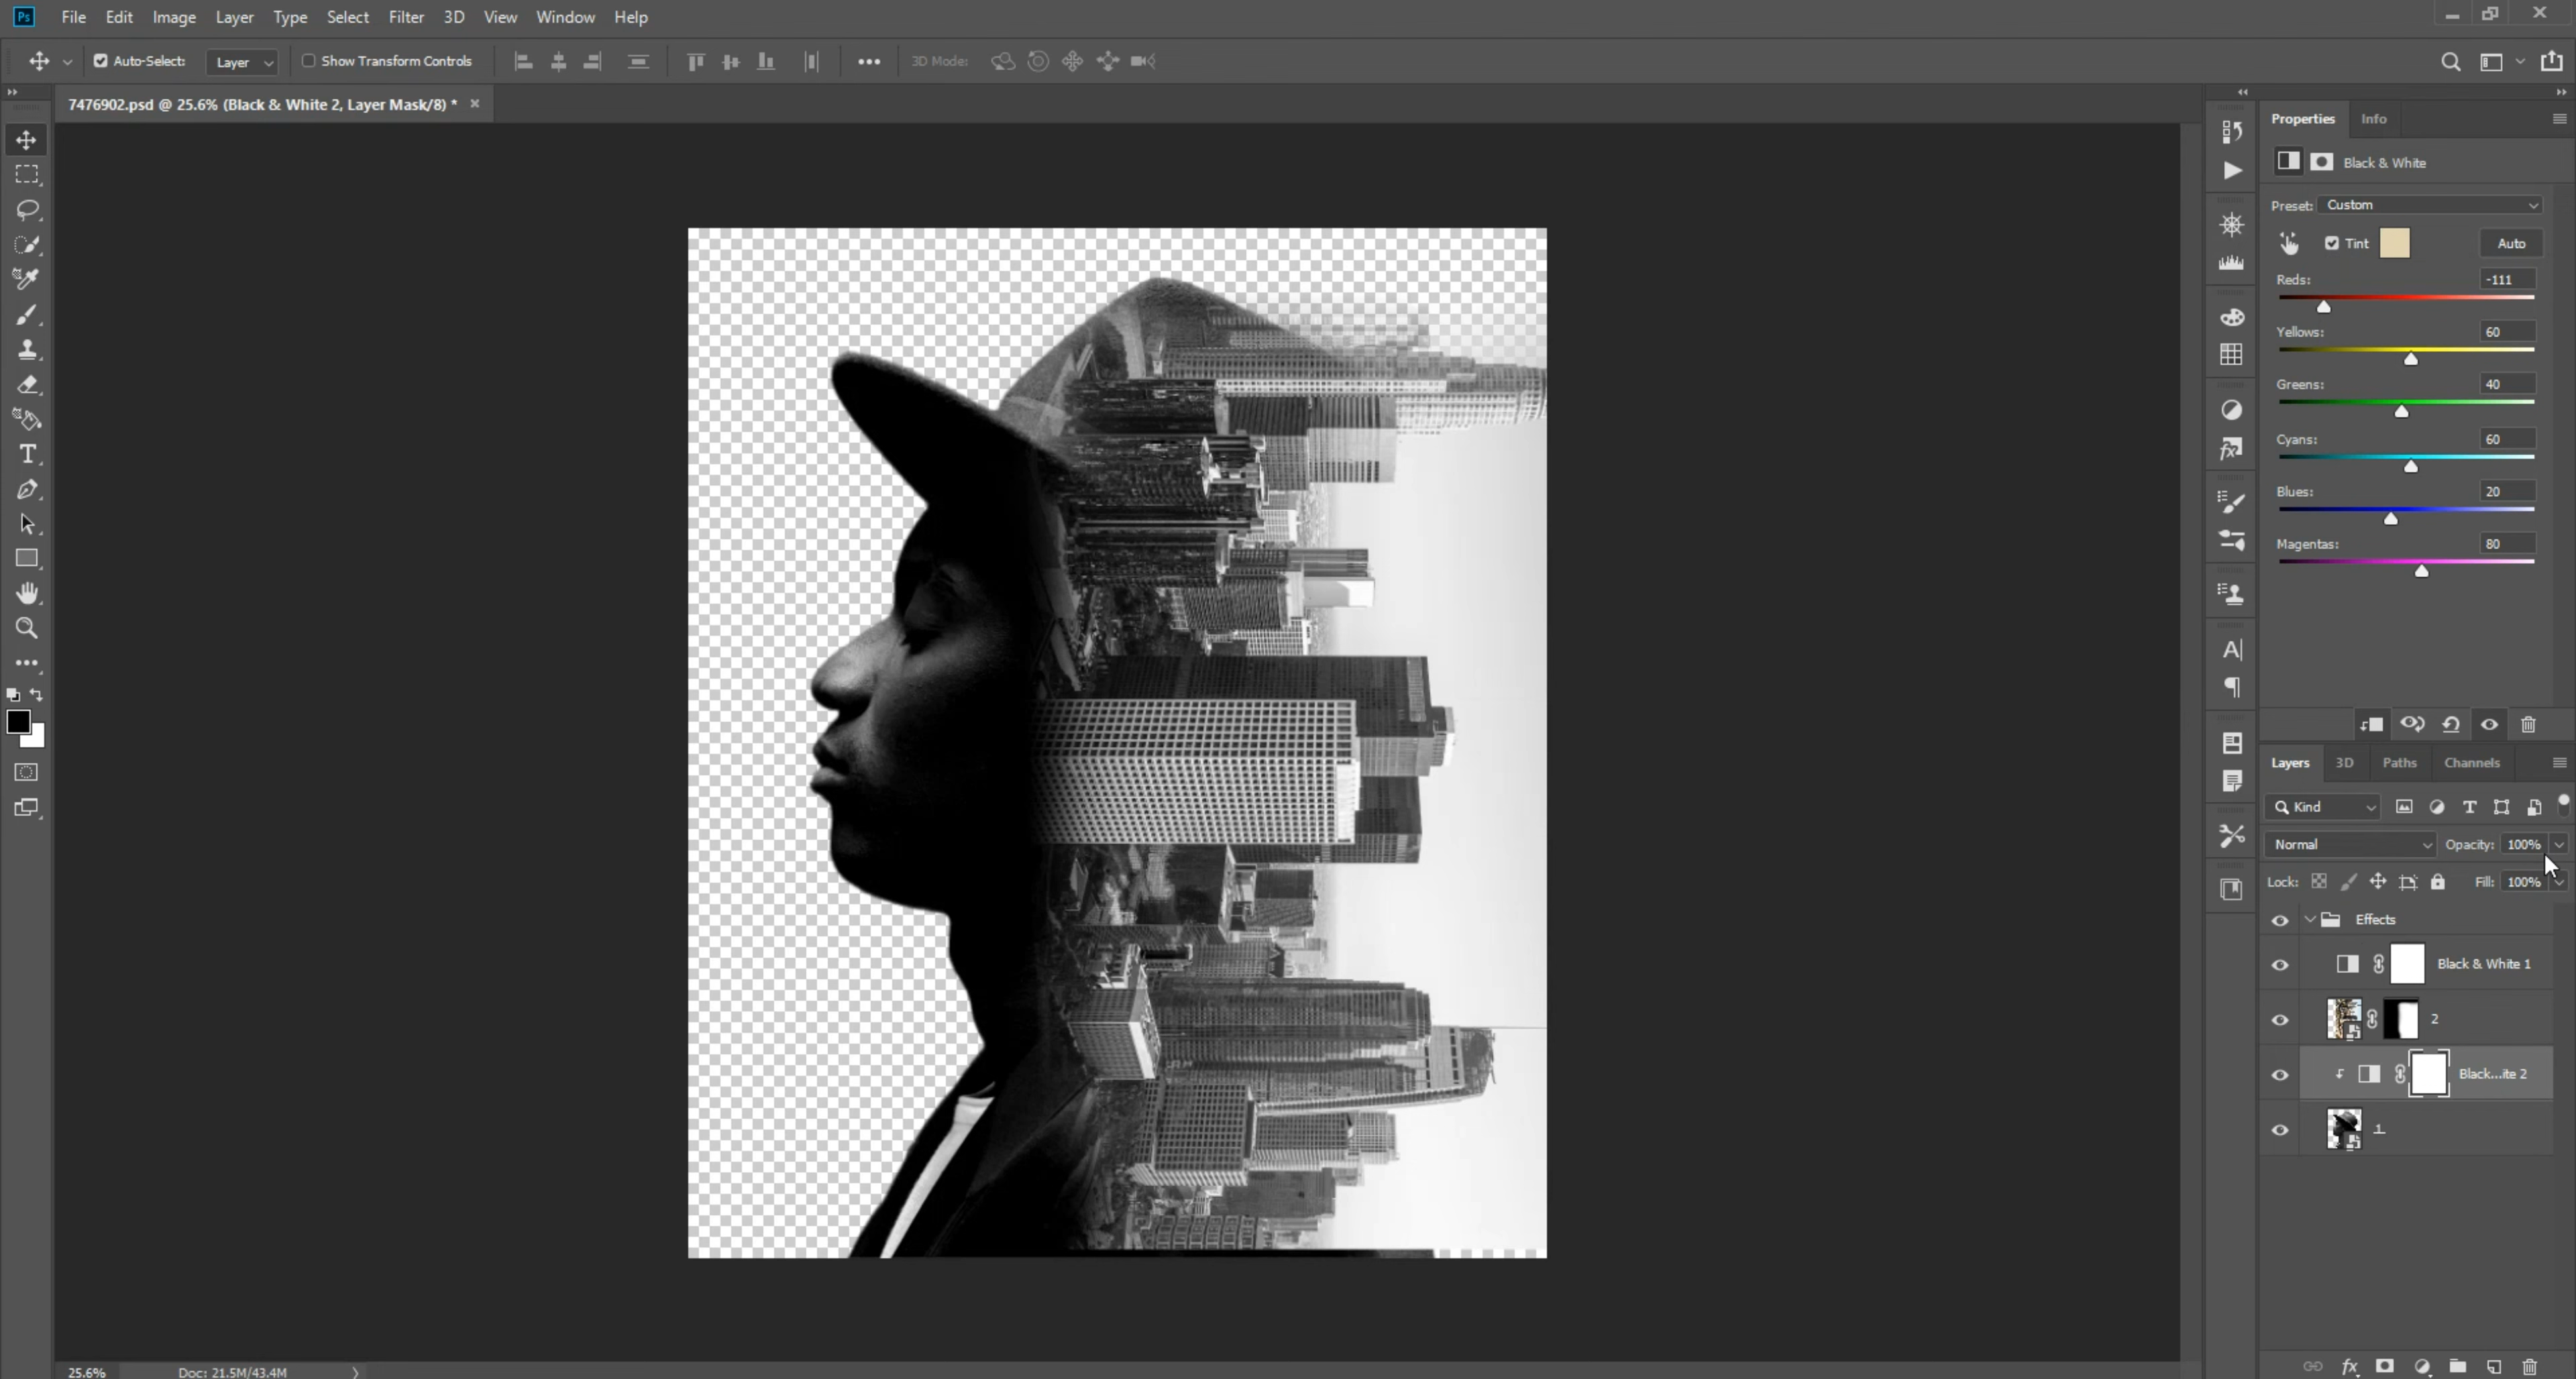 Ps File Edit Image Layer Type Select Filter 3D View Window Help
Auto-Select: Layer Show Transform Controls 3D Mode:
7476902.psd @ 25.6% (Black & White 2, Layer Mask/8) *
Properties Info
Black & White
Preset: Custom
Tint Auto
Reds: -111
Yellows: 60
Greens: 40
Cyans: 60
Blues: 20
Magentas: 80
Layers 3D Paths Channels
Kind
Normal Opacity: 100%
Lock: Fill: 100%
Effects
Black & White 1
2
Black...ite 2
1
25.6% Doc: 21.5M/43.4M